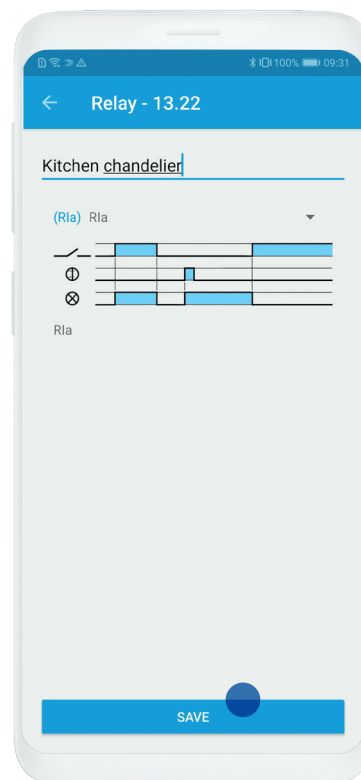 100% 09:31
Relay - 13.22
Kitchen chandelier
(RIa) RIa
RIa
SAVE